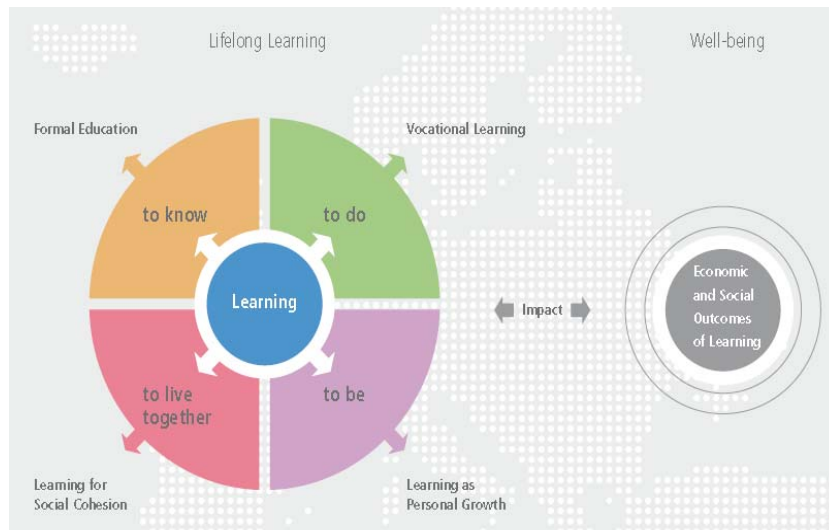 Lifelong Learning
Well-being
Formal Education
Vocational Learning
to know
to do
Learning
Economic
and Social
Outcomes
of Learning
Impact
to live
together
to be
Learning for
Social Cohesion
Learning as
Personal Growth